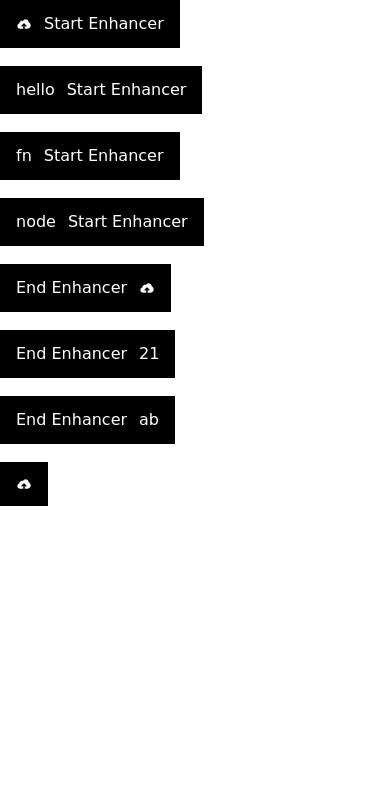 Start Enhancer
hello Start Enhancer
fn Start Enhancer
node Start Enhancer
End Enhancer
End Enhancer 21
End Enhancer ab